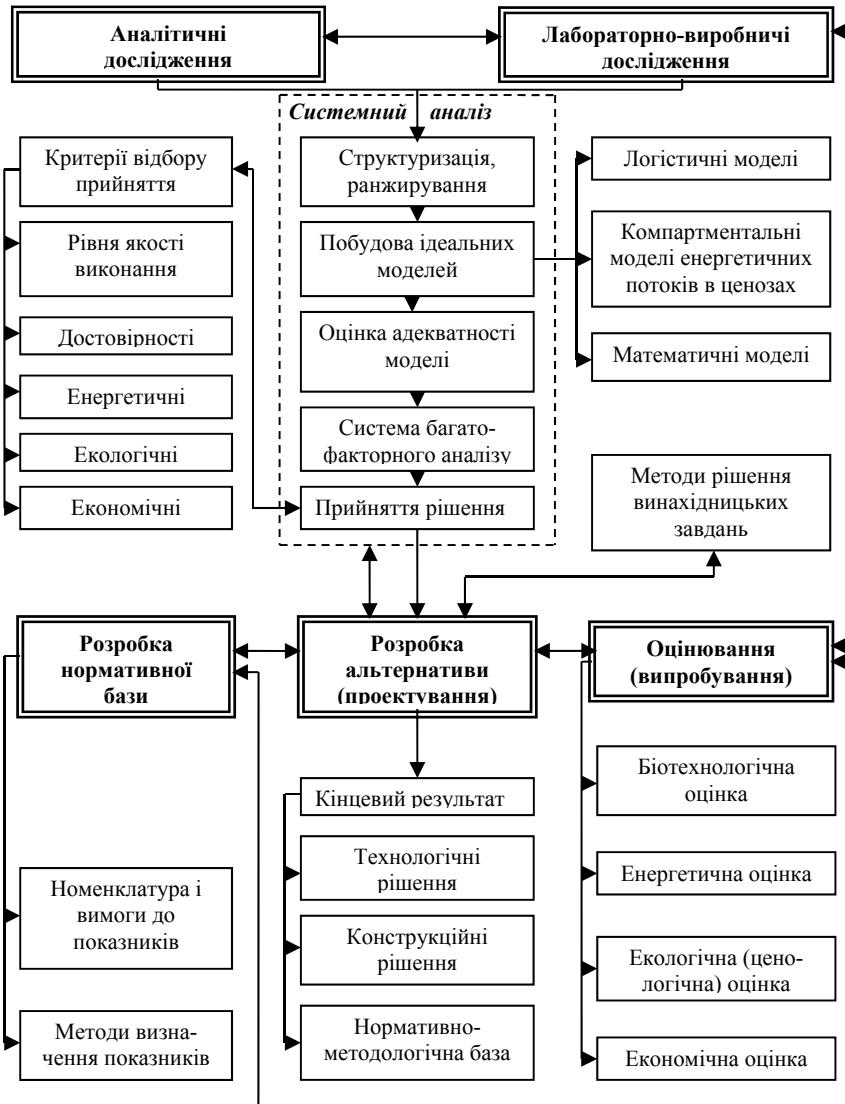 Аналітичні
дослідження
Лабораторно-виробничі
дослідження
Системний аналіз
Критерії відбору
прийняття
Рівня якості
виконання
Достовірності
Енергетичні
Екологічні
Економічні
Структуризація,
ранжирування
Побудова ідеальних
моделей
Оцінка адекватності
моделі
Система багато-
факторного аналізу
Прийняття рішення
Логістичні моделі
Компартментальні
моделі енергетичних
потоків в ценозах
Математичні моделі
Методи рішення
винахідницьких
завдань
Розробка
нормативної
бази
Розробка
альтернативи
(проектування)
Оцінювання
(випробування)
Номенклатура і
вимоги до
показників
Методи визна-
чення показників
Кінцевий результат
Технологічні
рішення
Конструкційні
рішення
Нормативно-
методологічна база
Біотехнологічна
оцінка
Енергетична оцінка
Екологічна (цено-
логічна) оцінка
Економічна оцінка